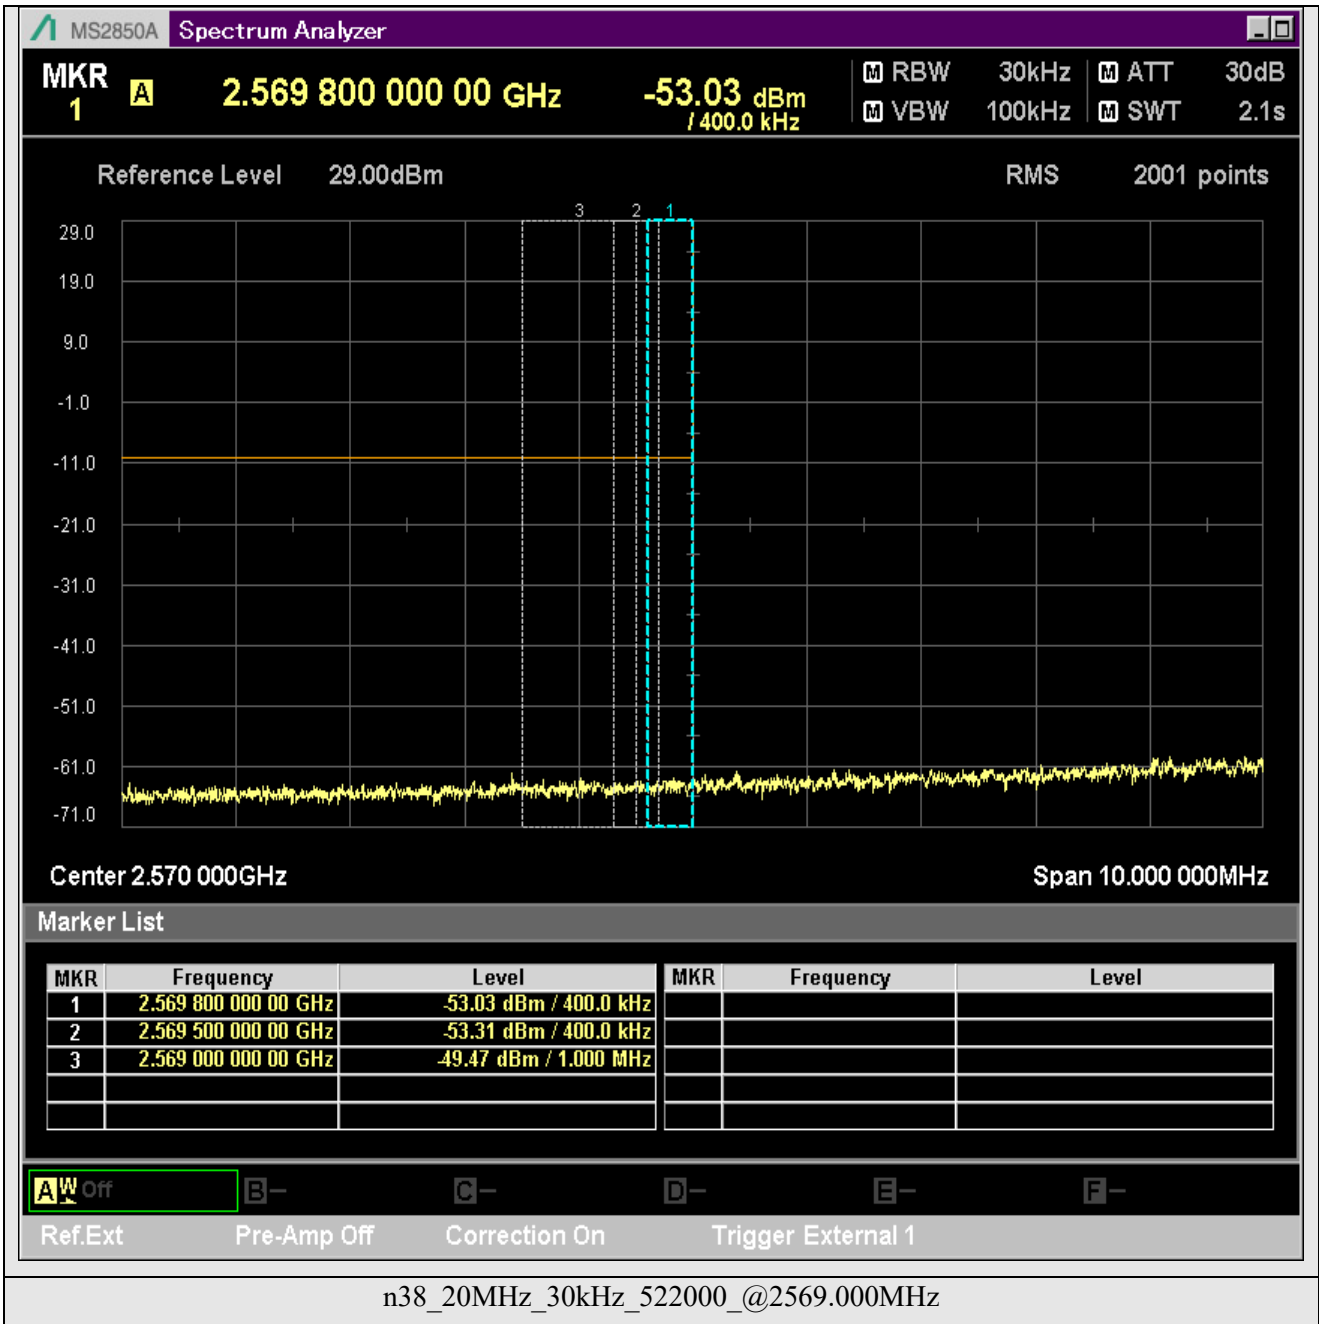 MS2850A Spectrum Analyzer
MKR 1 A 2.569 800 000 00 GHz -53.03 dBm / 400.0 kHz
M RBW 30kHz M ATT 30dB
M VBW 100kHz M SWT 2.1s
Reference Level 29.00dBm RMS 2001 points
3 2 1
29.0
19.0
9.0
-1.0
-11.0
-21.0
-31.0
-41.0
-51.0
-61.0
-71.0
Center 2.570 000GHz Span 10.000 000MHz
Marker List
MKR Frequency Level MKR Frequency Level
1 2.569 800 000 00 GHz -53.03 dBm / 400.0 kHz
2 2.569 500 000 00 GHz -53.31 dBm / 400.0 kHz
3 2.569 000 000 00 GHz -49.47 dBm / 1.000 MHz
A W Off B- C- D- E- F-
Ref.Ext Pre-Amp Off Correction On Trigger External 1
n38_20MHz_30kHz_522000_@2569.000MHz